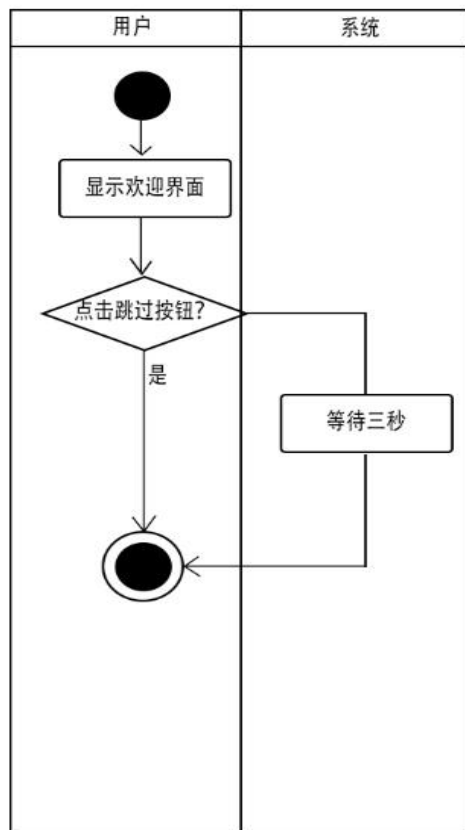 用户
系统
显示欢迎界面
点击跳过按钮?
是
等待三秒